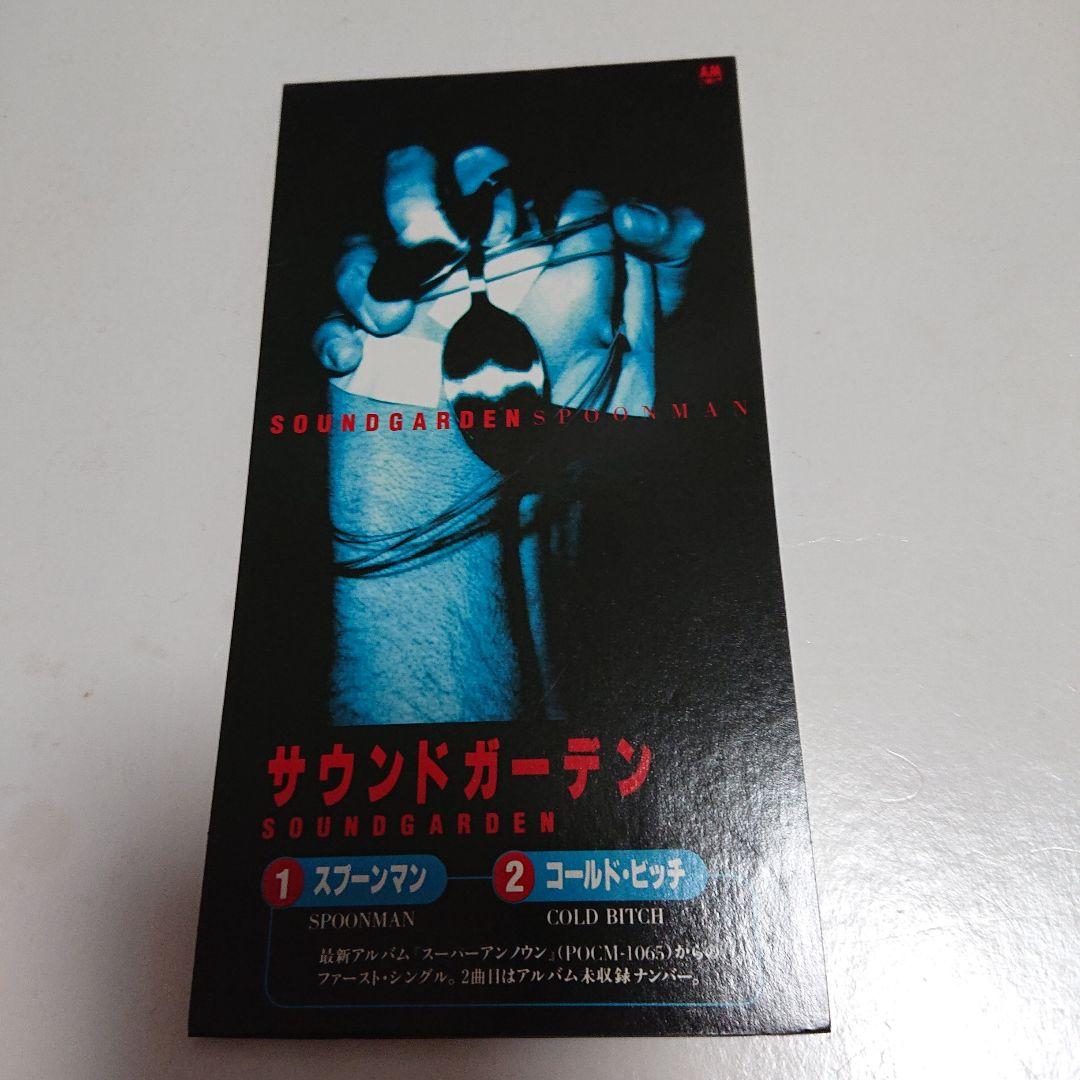 A&M
SOUNDGARDEN SPOONMAN
サウンドガーデン
SOUNDGARDEN
1 スプーンマン 2 コールド・ビッチ
SPOONMAN COLD BITCH
最新アルバム『スーパーアンノウン』(POCM-1065)からの
ファースト・シングル。2曲目はアルバム未収録ナンバー。